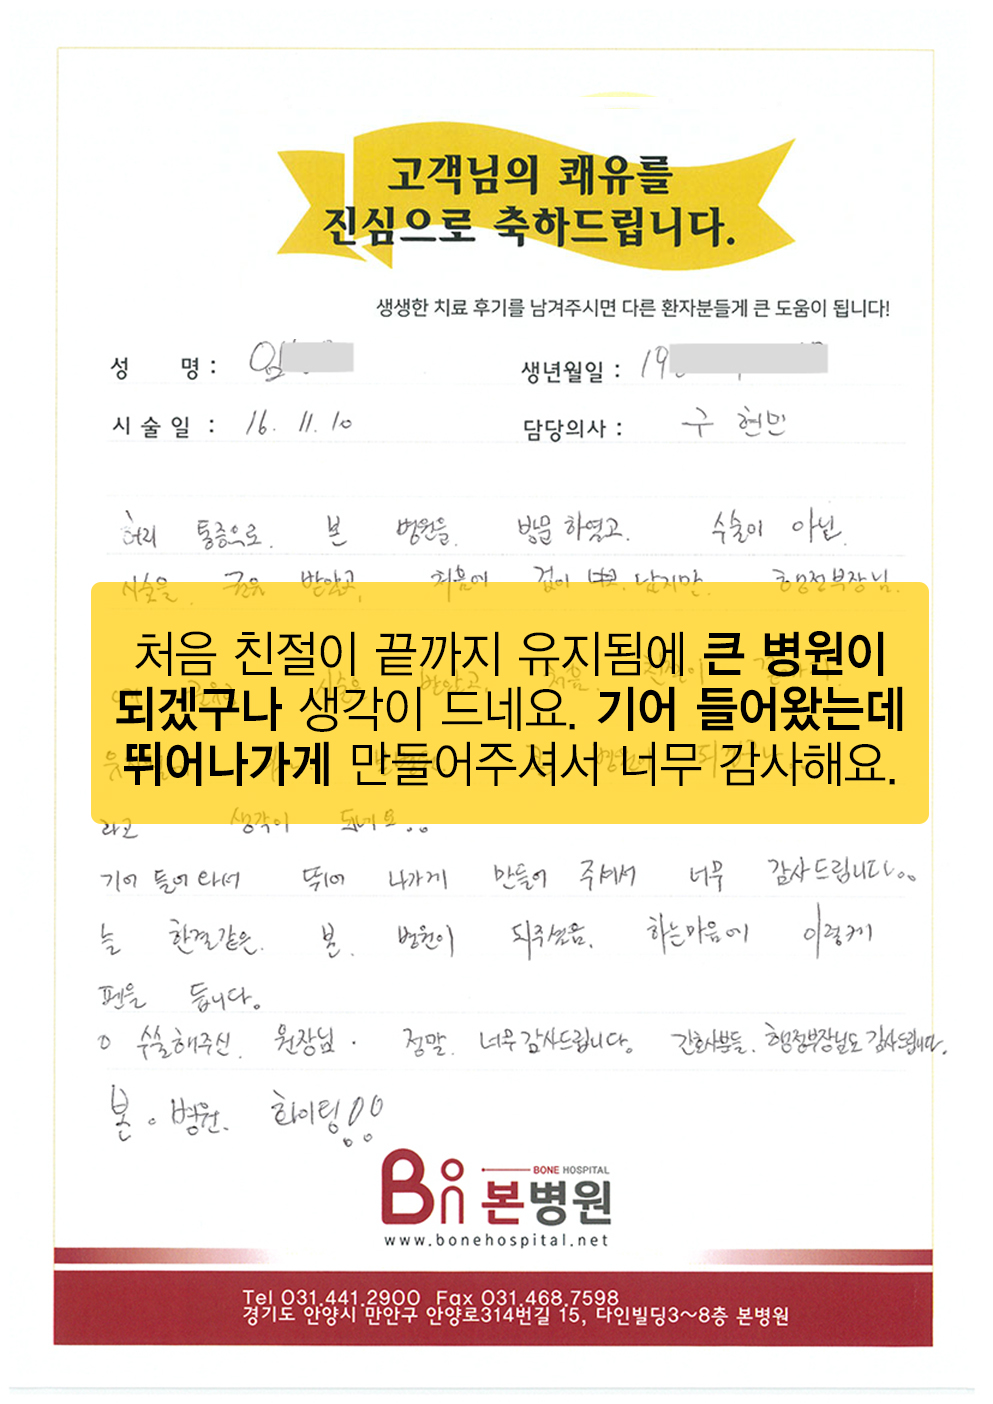 고객님의 쾌유를
진심으로 축하드립니다.
생생한 치료 후기를 남겨주시면 다른 환자분들게 큰 도움이 됩니다!
성 명 : 임
생년월일 : 19
시 술 일 : 16. 11. 10
담당의사 : 구 현민
허리 통증으로. 본 병원을. 방문 하였고. 수술이 아닌.
시술을 권유 받았고, 처음에 겁이 났지만. 행정부장님.
처음 친절이 끝까지 유지됨에 큰 병원이
되겠구나 생각이 드네요. 기어 들어왔는데
뛰어나가게 만들어주셔서 너무 감사해요.
라고 생각이 드네요..
기어 들어 와서 뛰어 나가게 만들어 주셔서 너무 감사드립니다..
늘 한결같은. 본. 병원이 되주셨음. 하는마음에 이렇케
펜을 듭니다.
o 수술해주신. 원장님. 정말. 너무감사드립니다. 간호사분들. 행정부장님도 감사드립니다.
본. 병원. 화이팅!!
BON BONE HOSPITAL
본병원
www.bonehospital.net
Tel 031.441.2900 Fax 031.468.7598
경기도 안양시 만안구 안양로314번길 15, 다인빌딩3~8층 본병원